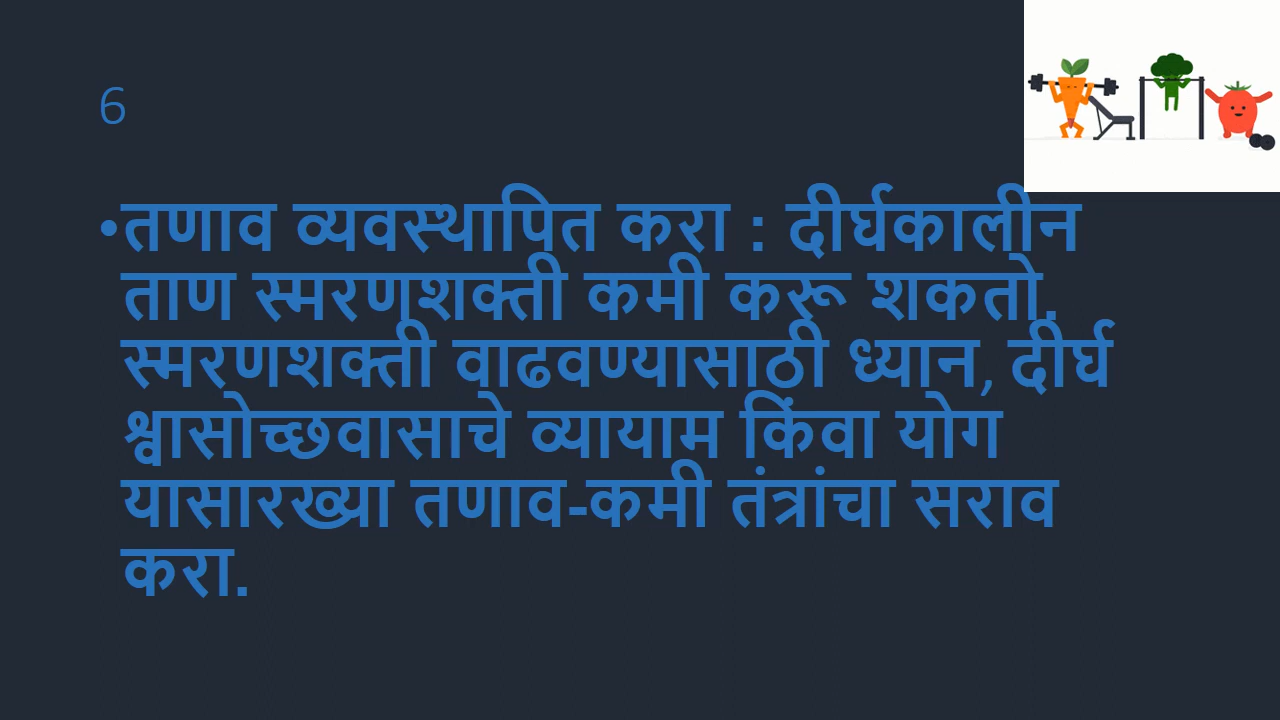 6
•तणाव व्यवस्थापित करा : दीर्घकालीन
ताण स्मरणशक्ती कमी करू शकतो.
स्मरणशक्ती वाढवण्यासाठी ध्यान, दीर्घ
श्वासोच्छवासाचे व्यायाम किंवा योग
यासारख्या तणाव-कमी तंत्रांचा सराव
करा.